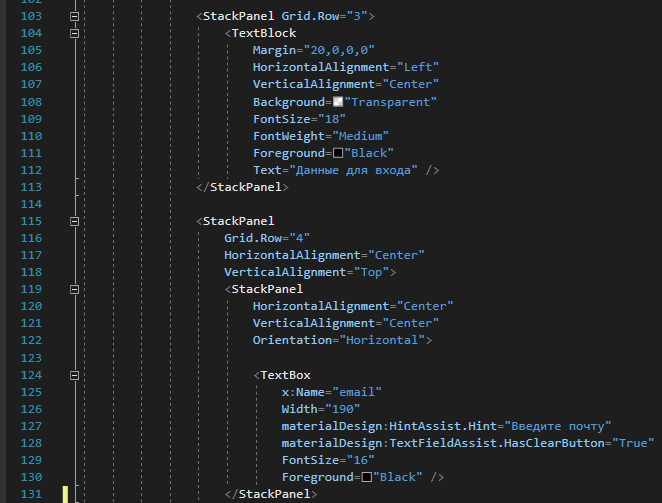 102
103 <StackPanel Grid.Row="3">
104 <TextBlock
105 Margin="20,0,0,0"
106 HorizontalAlignment="Left"
107 VerticalAlignment="Center"
108 Background="Transparent"
109 FontSize="18"
110 FontWeight="Medium"
111 Foreground="Black"
112 Text="Данные для входа" />
113 </StackPanel>
114
115 <StackPanel
116 Grid.Row="4"
117 HorizontalAlignment="Center"
118 VerticalAlignment="Top">
119 <StackPanel
120 HorizontalAlignment="Center"
121 VerticalAlignment="Center"
122 Orientation="Horizontal">
123
124 <TextBox
125 x:Name="email"
126 Width="190"
127 materialDesign:HintAssist.Hint="Введите почту"
128 materialDesign:TextFieldAssist.HasClearButton="True"
129 FontSize="16"
130 Foreground="Black" />
131 </StackPanel>